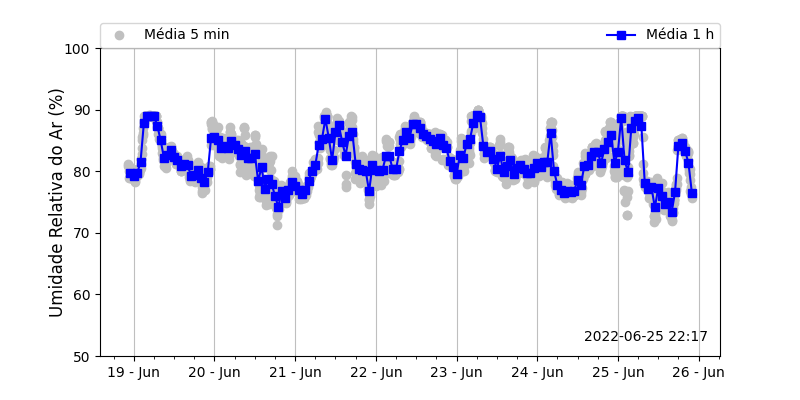 Média 5 min
Média 1 h
Umidade Relativa do Ar (%)
100
90
80
70
60
50
2022-06-25 22:17
19 - Jun
20 - Jun
21 - Jun
22 - Jun
23 - Jun
24 - Jun
25 - Jun
26 - Jun